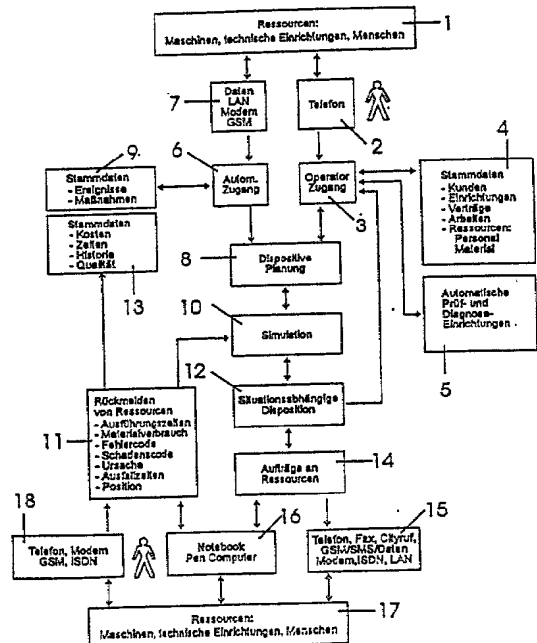 Ressourcen:
Maschinen, technische Einrichtungen, Menschen
1
Daten
LAN
Modem
GSM
7
Telefon
2
6
Autom.
Zugang
Operator
Zugang
3
9
Stammdaten
- Ereignisse
- Maßnahmen
4
Stammdaten
- Kunden
- Einrichtungen
- Verträge
- Arbeiten
- Ressourcen:
Personal
Material
Stammdaten
- Kosten
- Zeiten
- Historie
- Qualität
13
8
Dispositive
Planung
Automatische
Prüf- und
Diagnose-
Einrichtungen
5
10
Simulation
12
Situationsabhängige
Disposition
11
Rückmelden
von Ressourcen
- Ausführungszeiten
- Materialverbrauch
- Fehlercode
- Schadenscode
- Ursache
- Ausfallzeiten
- Position
Aufträge an
Ressourcen
14
18
Telefon, Modem
GSM, ISDN
16
Notebook
Pen Computer
15
Telefon, Fax, Cityruf,
GSM/SMS/Daten
Modem, ISDN, LAN
Ressourcen:
Maschinen, technische Einrichtungen, Menschen
17